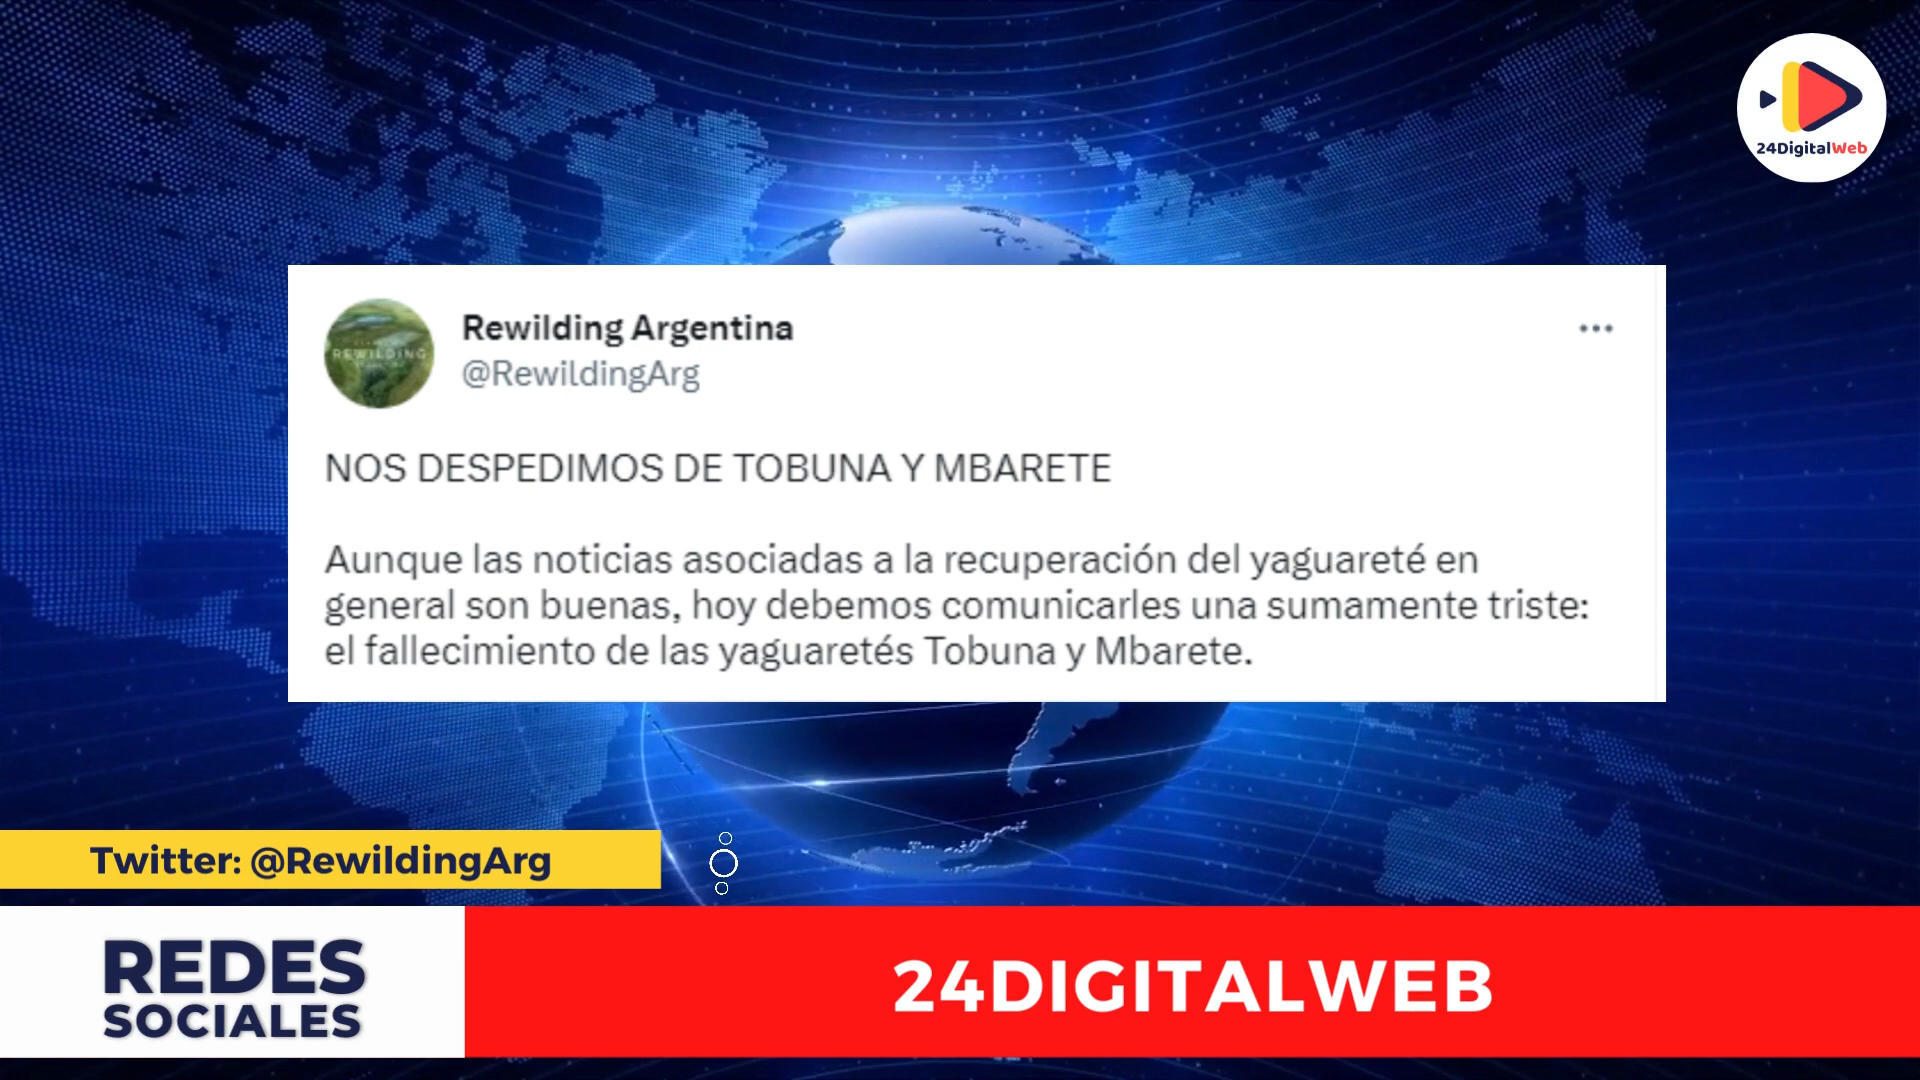 24DigitalWeb
REWILDING
Rewilding Argentina
@RewildingArg
NOS DESPEDIMOS DE TOBUNA Y MBARETE
Aunque las noticias asociadas a la recuperación del yaguareté en
general son buenas, hoy debemos comunicarles una sumamente triste:
el fallecimiento de las yaguaretés Tobuna y Mbarete.
Twitter: @RewildingArg
REDES
SOCIALES
24DIGITALWEB